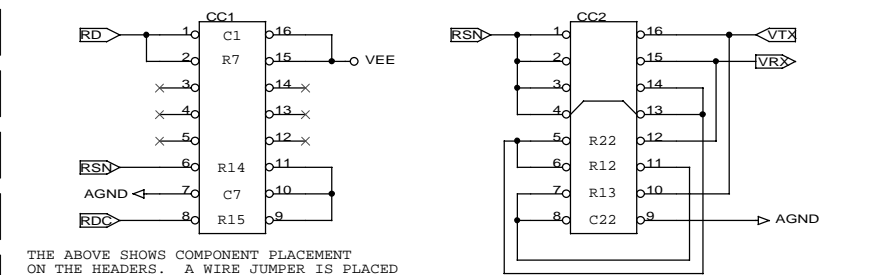 CC1
CC2
RD
1
C1
16
2
R7
15
VEE
3
14
4
13
5
12
RSN
6
R14
11
AGND
7
C7
10
RDC
8
R15
9
RSN
1
16
VTX
2
15
VRX
3
14
4
13
5
R22
12
6
R12
11
7
R13
10
8
C22
9
AGND
THE ABOVE SHOWS COMPONENT PLACEMENT
ON THE HEADERS. A WIRE JUMPER IS PLACED